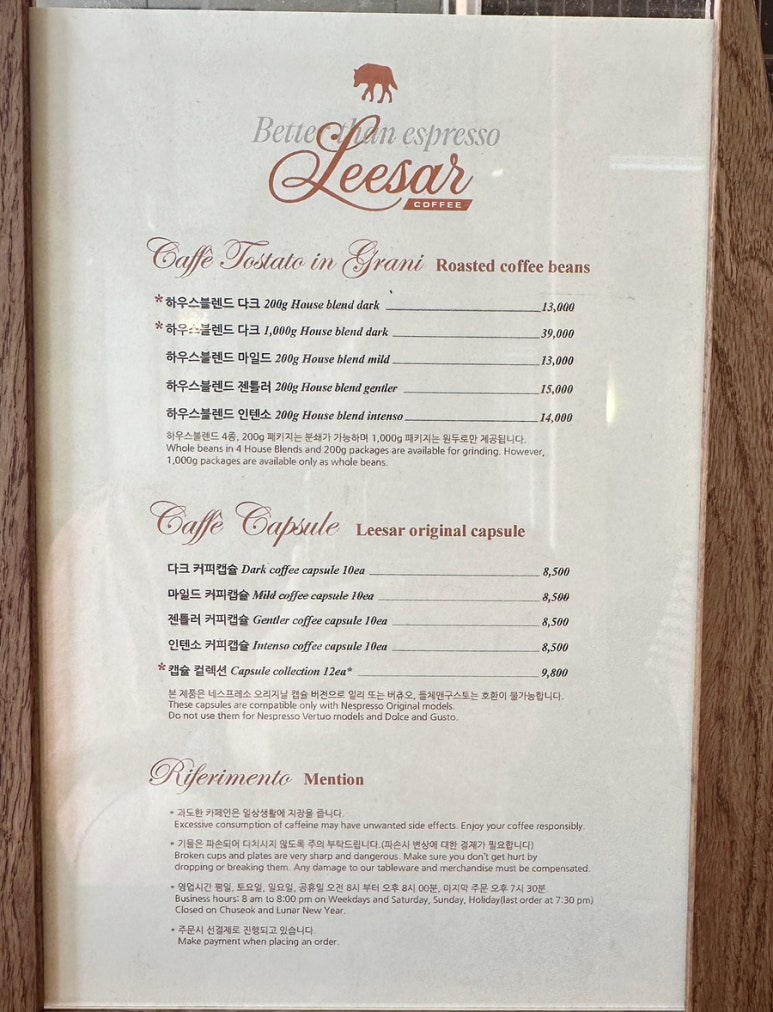 Better than espresso
Leesar
COFFEE
Caffè Tostato in Grani Roasted coffee beans
*하우스블렌드 다크 200g House blend dark 13,000
*하우스블렌드 다크 1,000g House blend dark 39,000
하우스블렌드 마일드 200g House blend mild 13,000
하우스블렌드 젠틀러 200g House blend gentler 15,000
하우스블렌드 인텐소 200g House blend intenso 14,000
하우스블렌드 4종, 200g 패키지는 분쇄가 가능하며 1,000g 패키지는 원두로만 제공됩니다.
Whole beans in 4 House Blends and 200g packages are available for grinding. However,
1,000g packages are available only as whole beans.
Caffè Capsule Leesar original capsule
다크 커피캡슐 Dark coffee capsule 10ea 8,500
마일드 커피캡슐 Mild coffee capsule 10ea 8,500
젠틀러 커피캡슐 Gentler coffee capsule 10ea 8,500
인텐소 커피캡슐 Intenso coffee capsule 10ea 8,500
*캡슐 컬렉션 Capsule collection 12ea* 9,800
본 제품은 네스프레소 오리지날 캡슐 버전으로 일리 또는 버츄오, 돌체앤구스토는 호환이 불가능합니다.
These capsules are compatible only with Nespresso Original models.
Do not use them for Nespresso Vertuo models and Dolce and Gusto.
Riferimento Mention
* 과도한 카페인은 일상생활에 지장을 줍니다.
Excessive consumption of caffeine may have unwanted side effects. Enjoy your coffee responsibly.
* 기물은 파손되어 다치시지 않도록 주의 부탁드립니다.(파손시 변상에 대한 결제가 필요합니다)
Broken cups and plates are very sharp and dangerous. Make sure you don't get hurt by
dropping or breaking them. Any damage to our tableware and merchandise must be compensated.
* 영업시간 평일, 토요일, 일요일, 공휴일 오전 8시 부터 오후 8시 00분, 마지막 주문 오후 7시 30분
Business hours: 8 am to 8:00 pm on Weekdays and Saturday, Sunday, Holiday(last order at 7:30 pm)
Closed on Chuseok and Lunar New Year.
* 주문시 선결제로 진행되고 있습니다.
Make payment when placing an order.